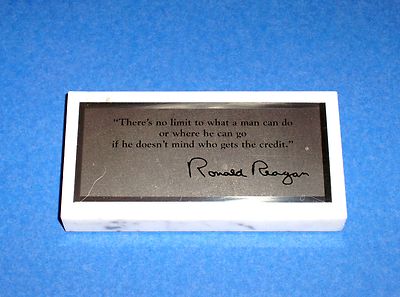 “There’s no limit to what a man can do
or where he can go
if he doesn’t mind who gets the credit.”
Ronald Reagan